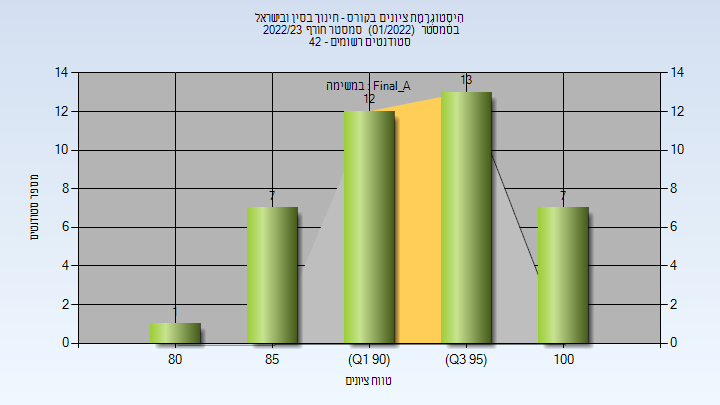 היסטוגרמת ציונים בקורס - חינוך בסין ובישראל
בסמסטר (01/2022) סמסטר חורף 2022/23
סטודנטים רשומים - 42
במשימה : Final_A
14 14
12 12
10 10
8 8
6 6
4 4
2 2
0 0
1 7 12 13 7
מספר סטודנטים
80 85 (Q1 90) (Q3 95) 100
טווח ציונים